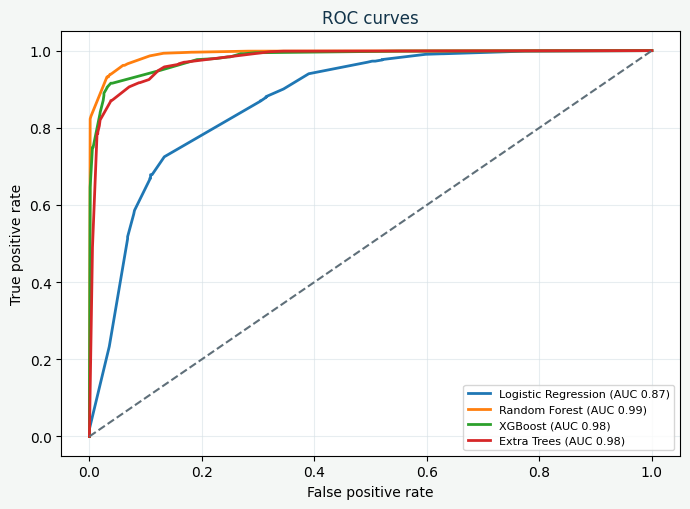 ROC curves
1.0
0.8
0.6
0.4
0.2
0.0
True positive rate
0.0 0.2 0.4 0.6 0.8 1.0
False positive rate
Logistic Regression (AUC 0.87)
Random Forest (AUC 0.99)
XGBoost (AUC 0.98)
Extra Trees (AUC 0.98)